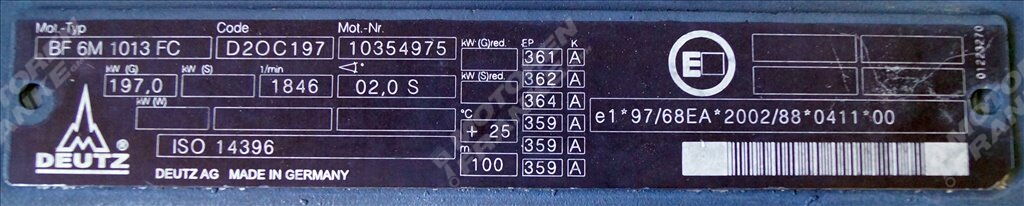 Mot.-Typ Code Mot.-Nr.
BF 6M 1013 FC D2OC197 10354975 kW (G)red. EP K
361 A
kW (G) kW (S) 1/min kW (S)red. 362 A
197,0 1846 02,0 S
364 A
kW (W) °C 359 A e1*97/68EA*2002/88*0411*00
+ 25
DEUTZ® ISO 14396 m 359 A
100 359 A
DEUTZ AG MADE IN GERMANY
E
01223270
MOTOREN